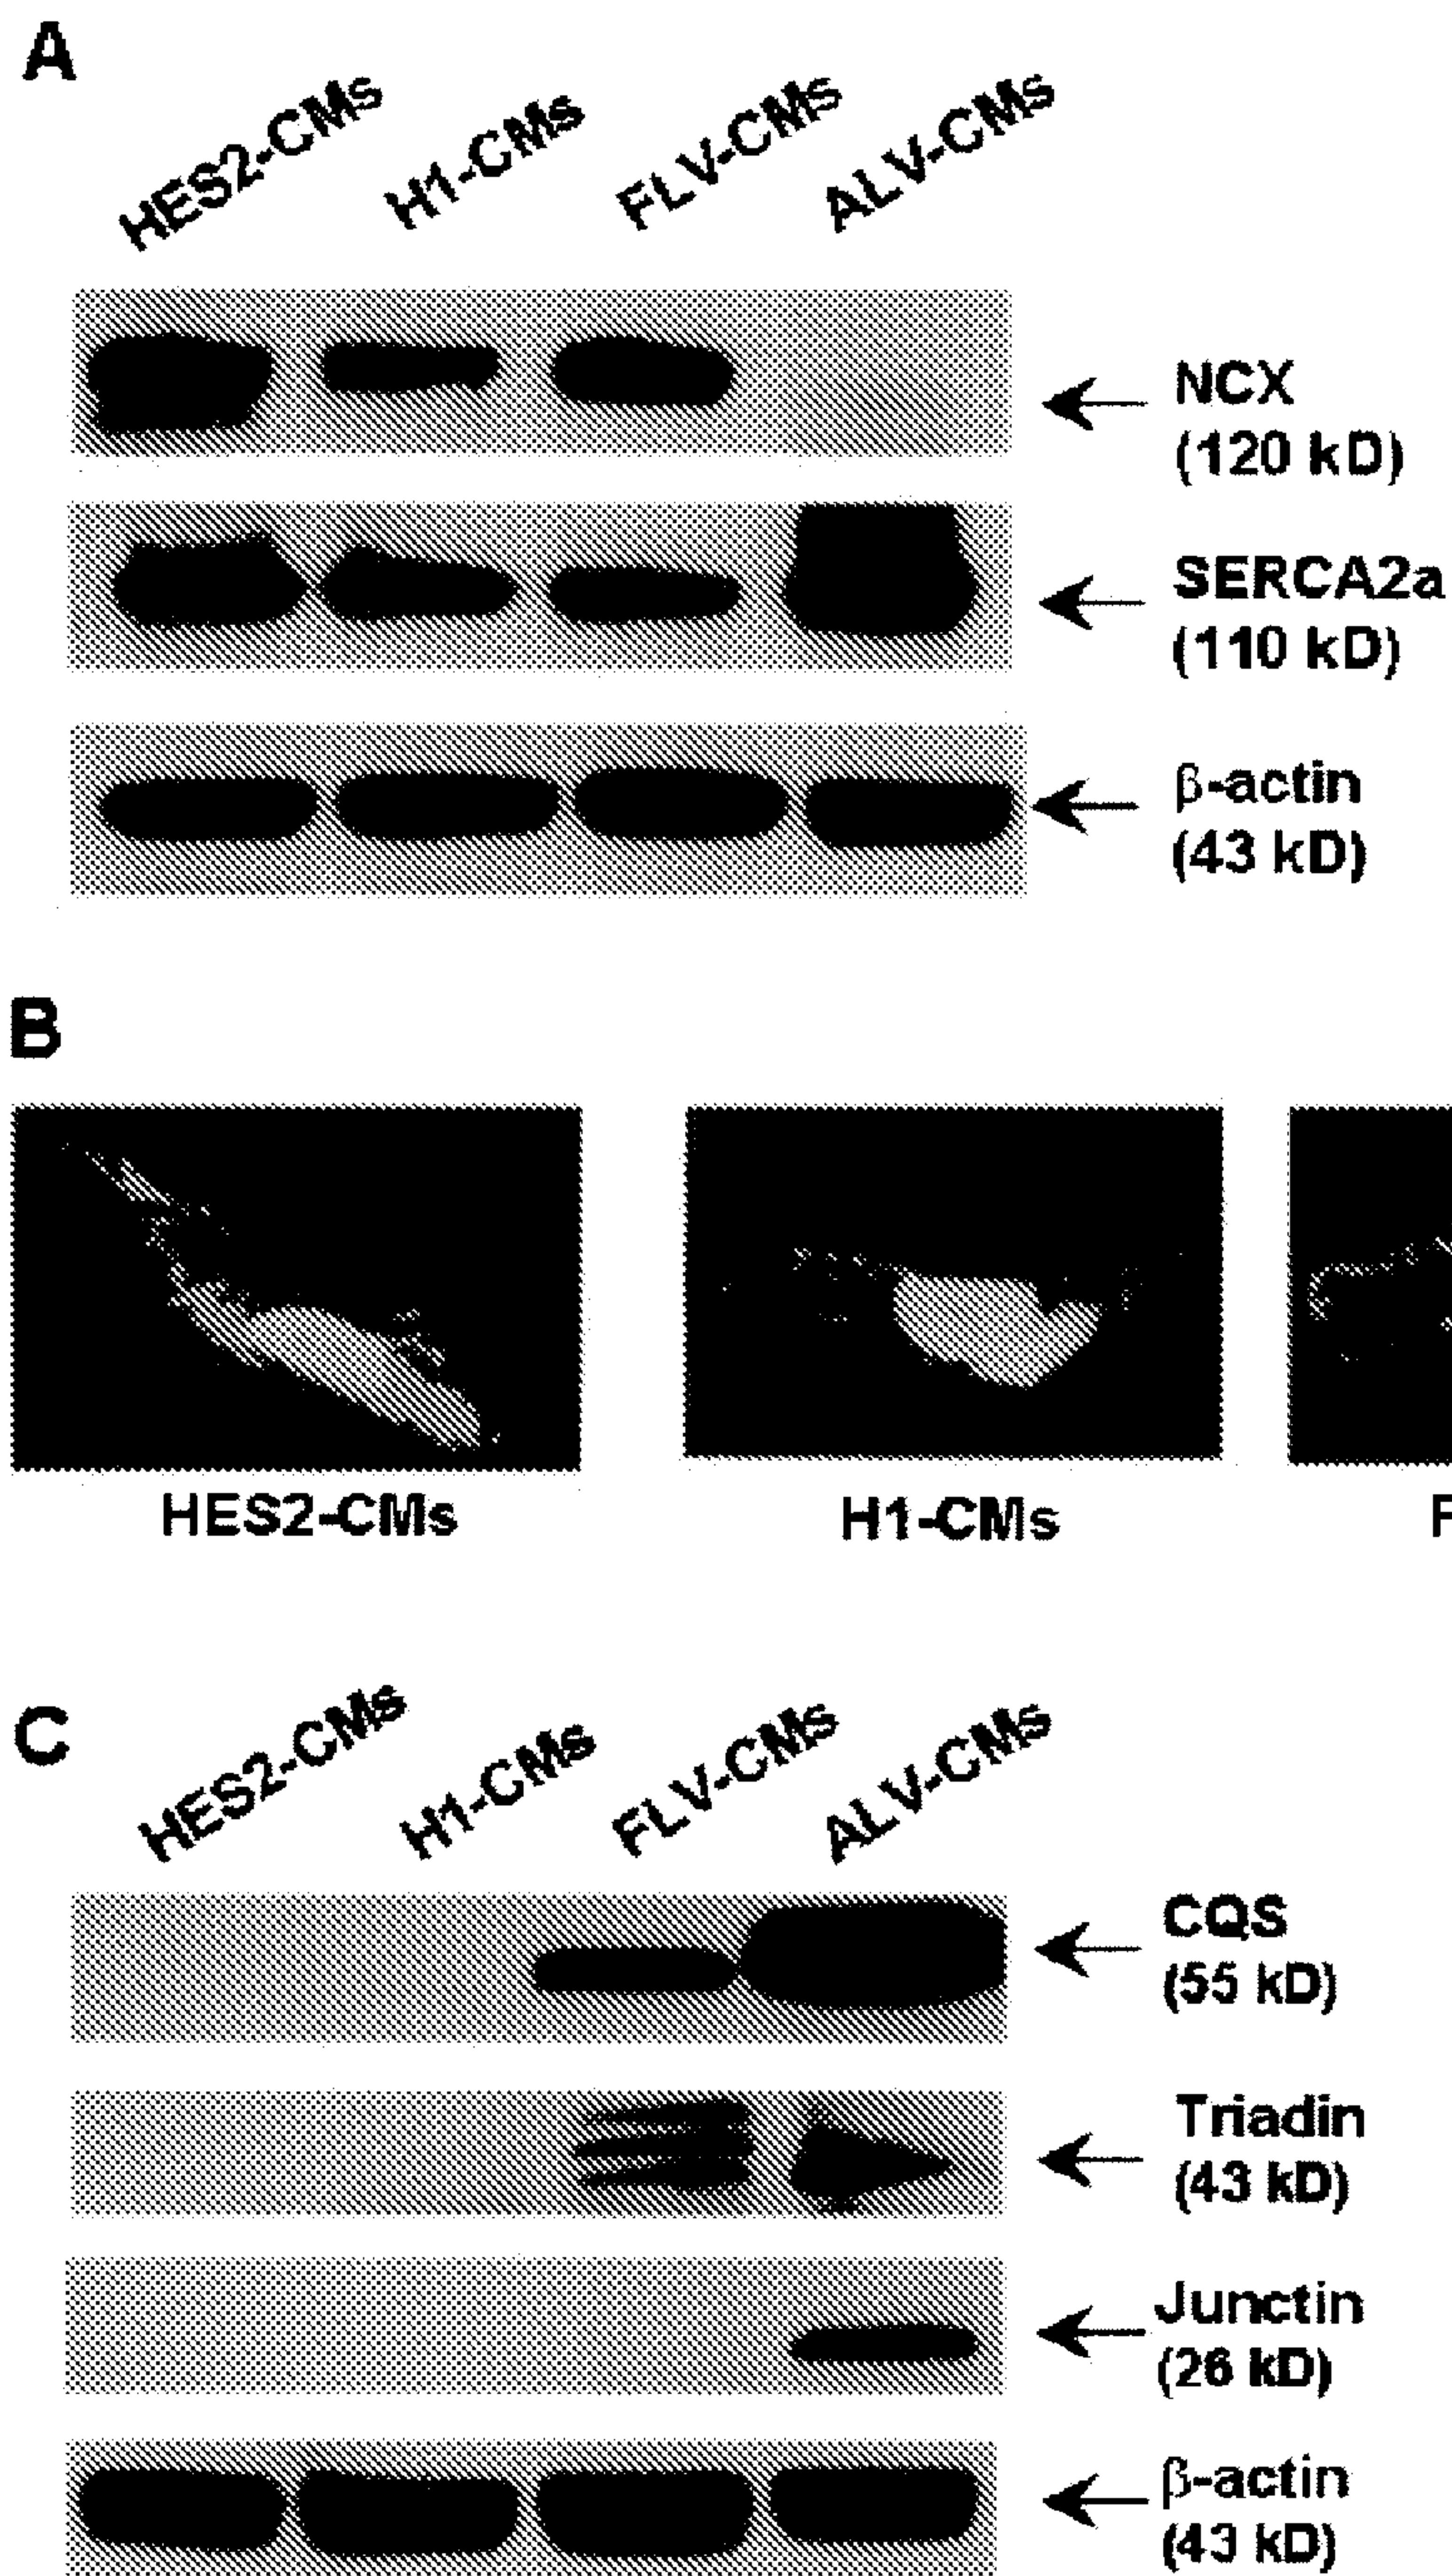 A
HES2-CMs
H1-CMs
FLV-CMs
ALV-CMs
NCX
(120 kD)
SERCA2a
(110 kD)
β-actin
(43 kD)
B
HES2-CMs
H1-CMs
C
HES2-CMs
H1-CMs
FLV-CMs
ALV-CMs
CQS
(55 kD)
Triadin
(43 kD)
Junctin
(26 kD)
β-actin
(43 kD)